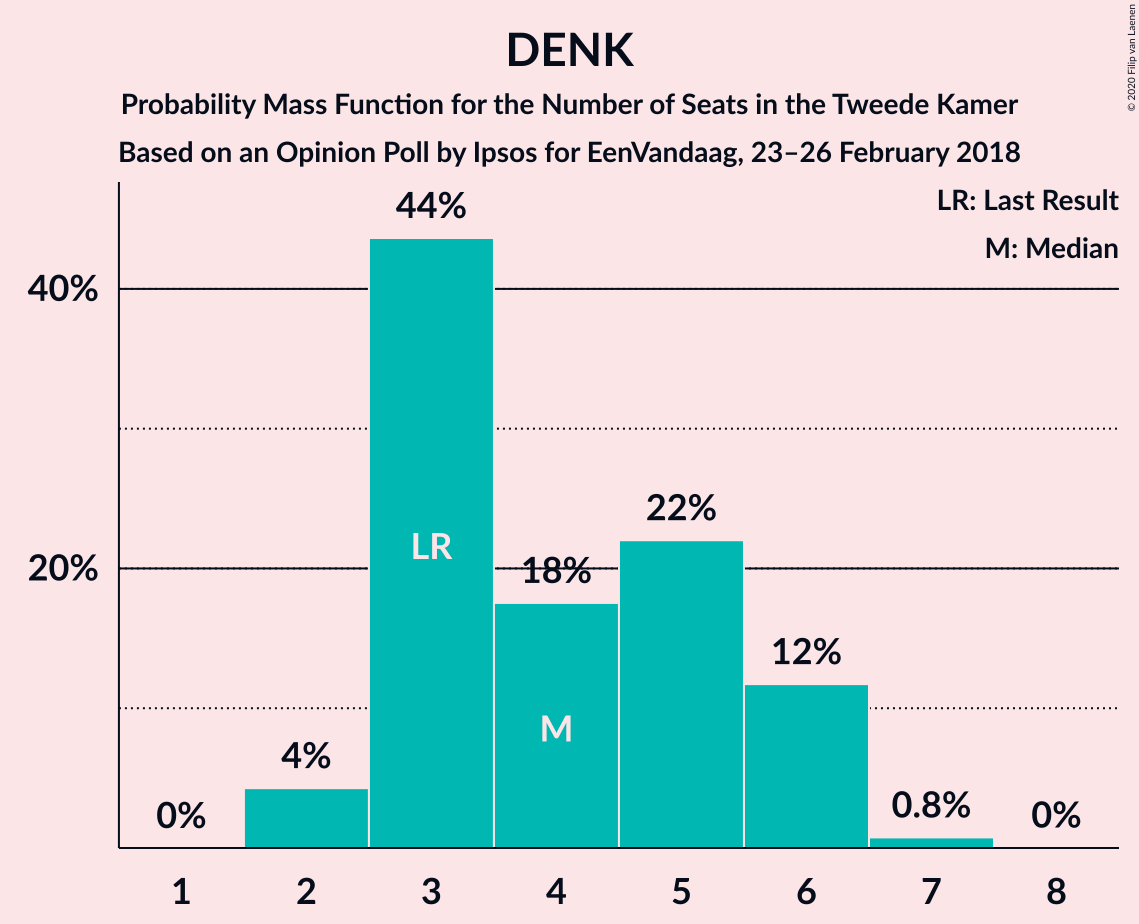 DENK
Probability Mass Function for the Number of Seats in the Tweede Kamer
Based on an Opinion Poll by Ipsos for EenVandaag, 23–26 February 2018
© 2020 Filip van Laenen
LR: Last Result
M: Median
44%
40%
22%
LR
20%
18%
12%
M
4%
0%
0.8%
0%
1 2 3 4 5 6 7 8